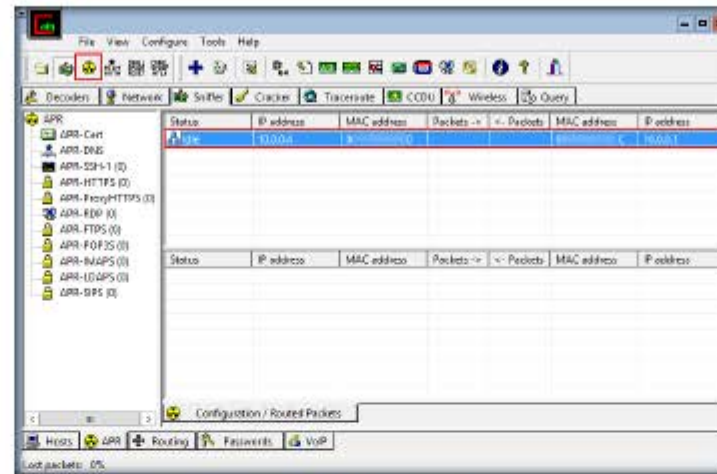 File View Configure Tools Help
Decoders Network Sniffer Cracker Traceroute CCDU Wireless Query
APR
APR-Cert
APR-DNS
APR-SSH-1 (0)
APR-HTTPS (0)
APR-ProxyHTTPS (0)
APR-RDP (0)
APR-FTPS (0)
APR-POP3S (0)
APR-IMAPS (0)
APR-LDAPS (0)
APR-SIPS (0)
Status IP address MAC address Packets -> <- Packets MAC address IP address
Idle 10.0.0.4 10.0.0.1
Status IP address MAC address Packets -> <- Packets MAC address IP address
Configuration / Routed Packets
Hosts APR Routing Passwords VoIP
Lost packets: 0%